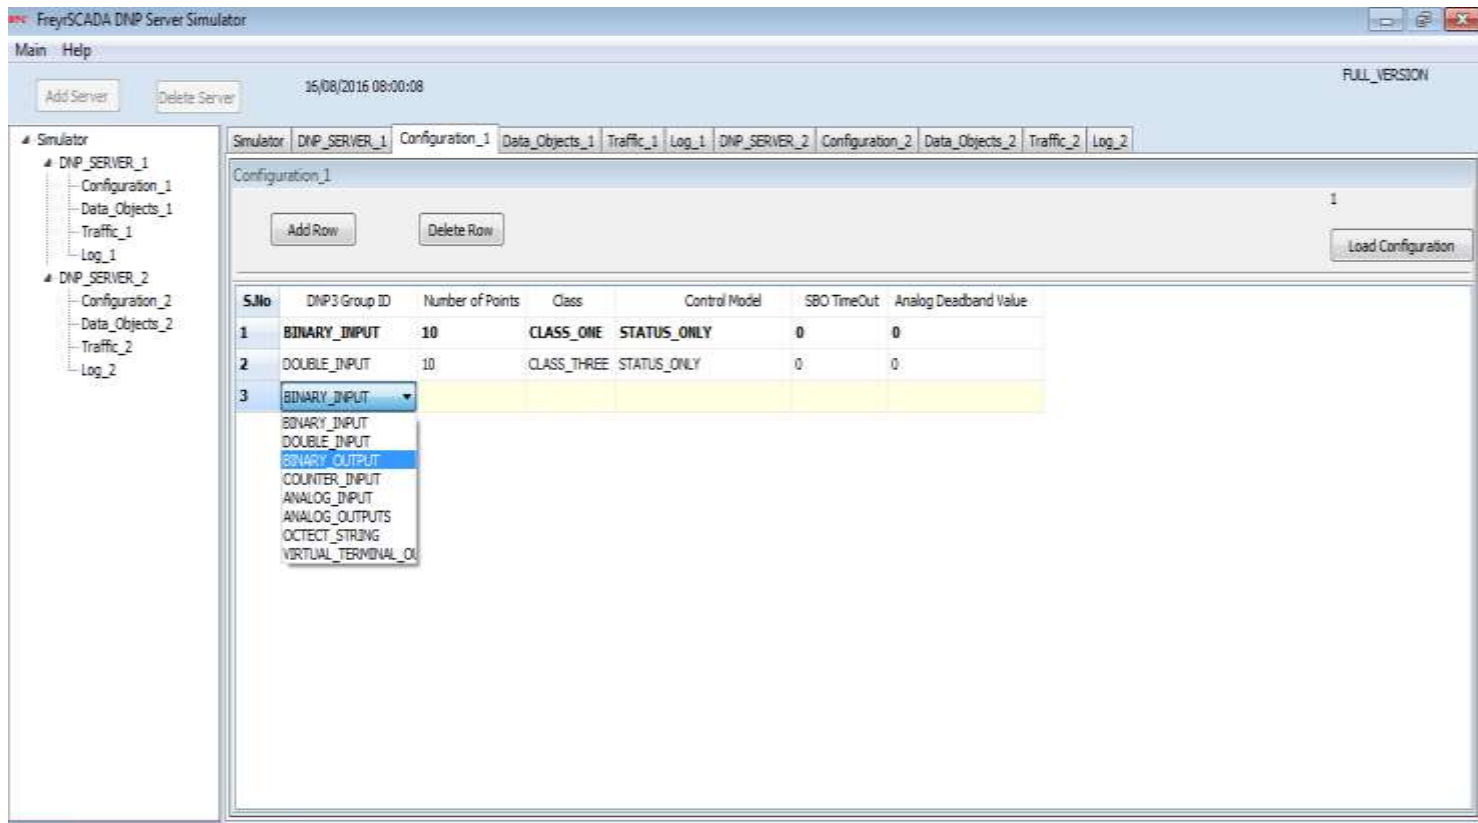 FreyrSCADA DNP Server Simulator
Main Help
Add Server Delete Server 16/08/2016 08:00:08 FULL_VERSION
Simulator
DNP_SERVER_1
Configuration_1
Data_Objects_1
Traffic_1
Log_1
DNP_SERVER_2
Configuration_2
Data_Objects_2
Traffic_2
Log_2
Simulator DNP_SERVER_1 Configuration_1 Data_Objects_1 Traffic_1 Log_1 DNP_SERVER_2 Configuration_2 Data_Objects_2 Traffic_2 Log_2
Configuration_1
1
Add Row Delete Row Load Configuration
S.No DNP3 Group ID Number of Points Class Control Model SBO TimeOut Analog Deadband Value
1 BINARY_INPUT 10 CLASS_ONE STATUS_ONLY 0 0
2 DOUBLE_INPUT 10 CLASS_THREE STATUS_ONLY 0 0
3 BINARY_INPUT
BINARY_INPUT
DOUBLE_INPUT
BINARY_OUTPUT
COUNTER_INPUT
ANALOG_INPUT
ANALOG_OUTPUTS
OCTECT_STRING
VIRTUAL_TERMINAL_OU